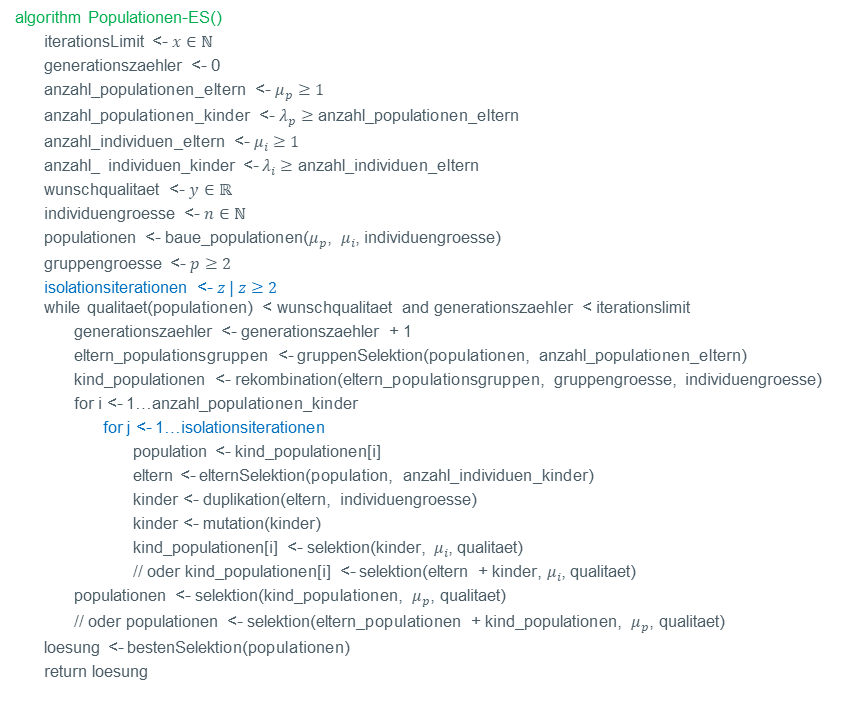 algorithm Populationen-ES()
iterationsLimit <- x ∈ ℕ
generationszaehler <- 0
anzahl_populationen_eltern <- μ_p ≥ 1
anzahl_populationen_kinder <- λ_p ≥ anzahl_populationen_eltern
anzahl_individuen_eltern <- μ_i ≥ 1
anzahl_ individuen_kinder <- λ_i ≥ anzahl_individuen_eltern
wunschqualitaet <- y ∈ ℝ
individuengroesse <- n ∈ ℕ
populationen <- baue_populationen(μ_p, μ_i, individuengroesse)
gruppengroesse <- p ≥ 2
isolationsiterationen <- z | z ≥ 2
while qualitaet(populationen) < wunschqualitaet and generationszaehler < iterationslimit
generationszaehler <- generationszaehler + 1
eltern_populationsgruppen <- gruppenSelektion(populationen, anzahl_populationen_eltern)
kind_populationen <- rekombination(eltern_populationsgruppen, gruppengroesse, individuengroesse)
for i <- 1…anzahl_populationen_kinder
for j <- 1…isolationsiterationen
population <- kind_populationen[i]
eltern <- elternSelektion(population, anzahl_individuen_kinder)
kinder <- duplikation(eltern, individuengroesse)
kinder <- mutation(kinder)
kind_populationen[i] <- selektion(kinder, μ_i, qualitaet)
// oder kind_populationen[i] <- selektion(eltern + kinder, μ_i, qualitaet)
populationen <- selektion(kind_populationen, μ_p, qualitaet)
// oder populationen <- selektion(eltern_populationen + kind_populationen, μ_p, qualitaet)
loesung <- bestenSelektion(populationen)
return loesung